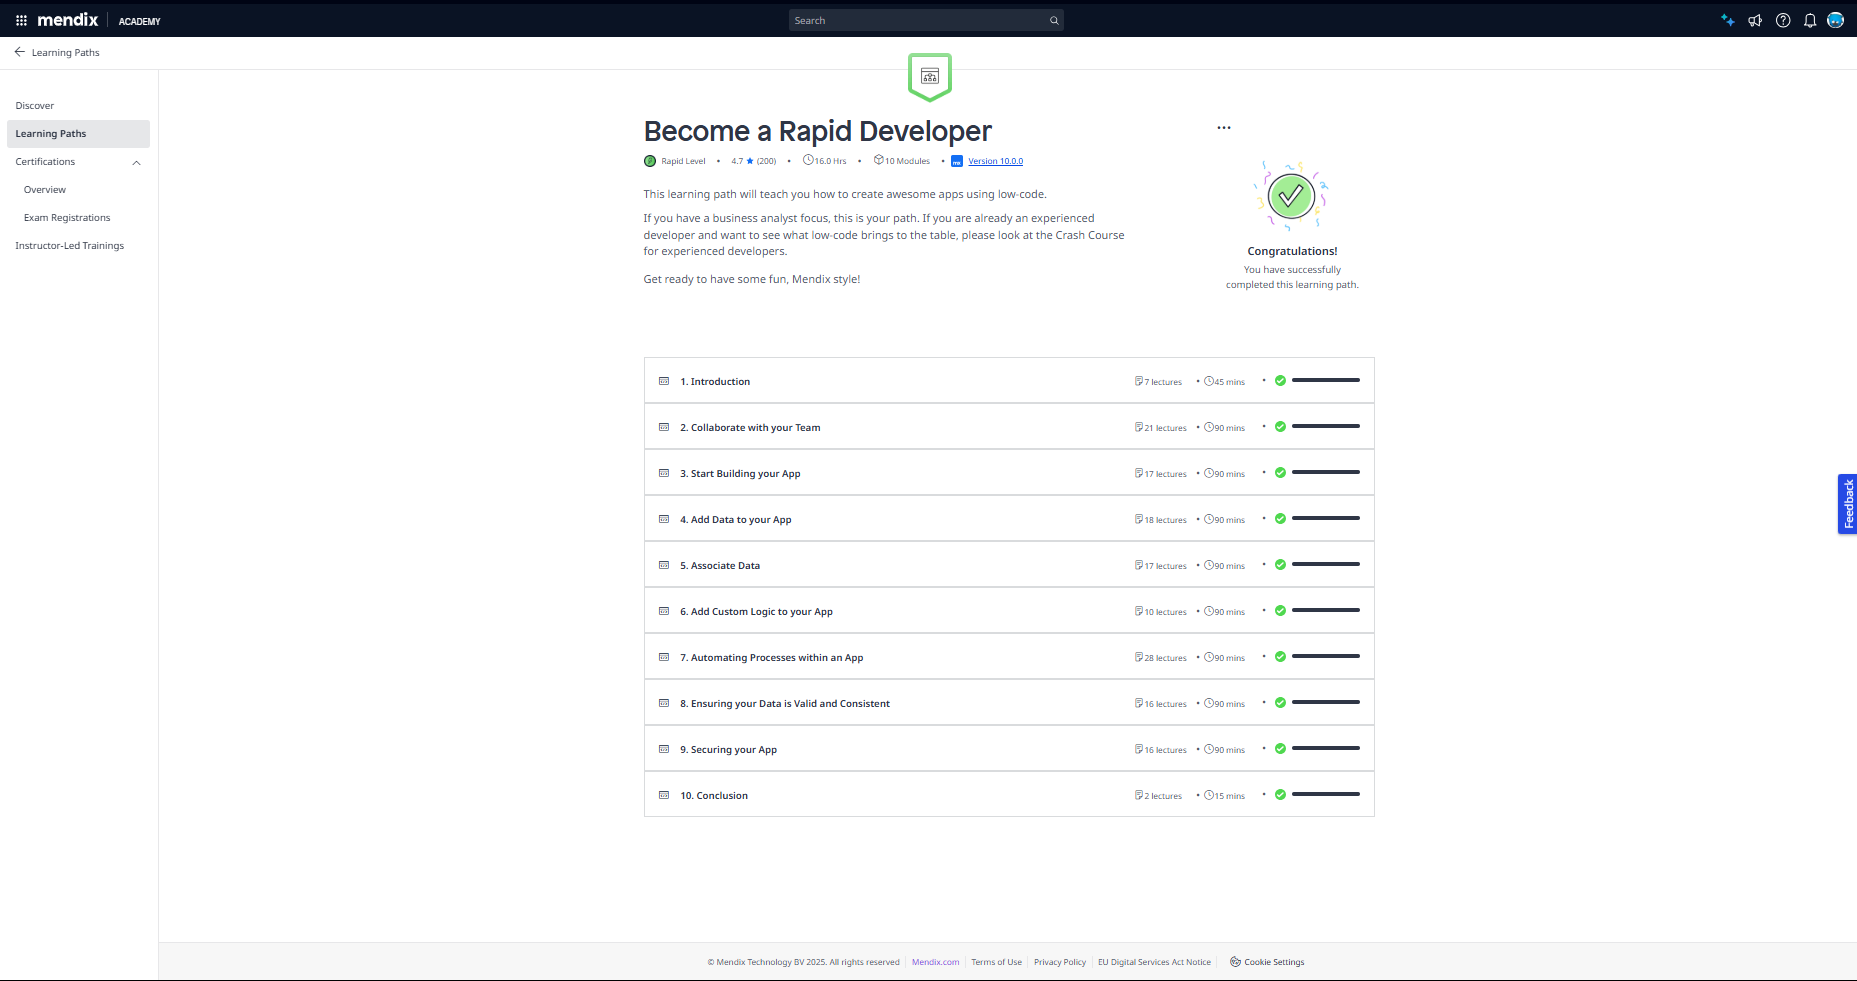 mendix ACADEMY
Search
Learning Paths
Discover
Learning Paths
Certifications
Overview
Exam Registrations
Instructor-Led Trainings
Become a Rapid Developer
Rapid Level • 4.7 ★ (200) • 16.0 Hrs • 10 Modules • mx Version 10.0.0
This learning path will teach you how to create awesome apps using low-code.
If you have a business analyst focus, this is your path. If you are already an experienced
developer and want to see what low-code brings to the table, please look at the Crash Course
for experienced developers.
Get ready to have some fun, Mendix style!
Congratulations!
You have successfully
completed this learning path.
1. Introduction 7 lectures • 45 mins •
2. Collaborate with your Team 21 lectures • 90 mins •
3. Start Building your App 17 lectures • 90 mins •
4. Add Data to your App 18 lectures • 90 mins •
5. Associate Data 17 lectures • 90 mins •
6. Add Custom Logic to your App 10 lectures • 90 mins •
7. Automating Processes within an App 28 lectures • 90 mins •
8. Ensuring your Data is Valid and Consistent 16 lectures • 90 mins •
9. Securing your App 16 lectures • 90 mins •
10. Conclusion 2 lectures • 15 mins •
Feedback
© Mendix Technology BV 2025. All rights reserved Mendix.com Terms of Use Privacy Policy EU Digital Services Act Notice Cookie Settings